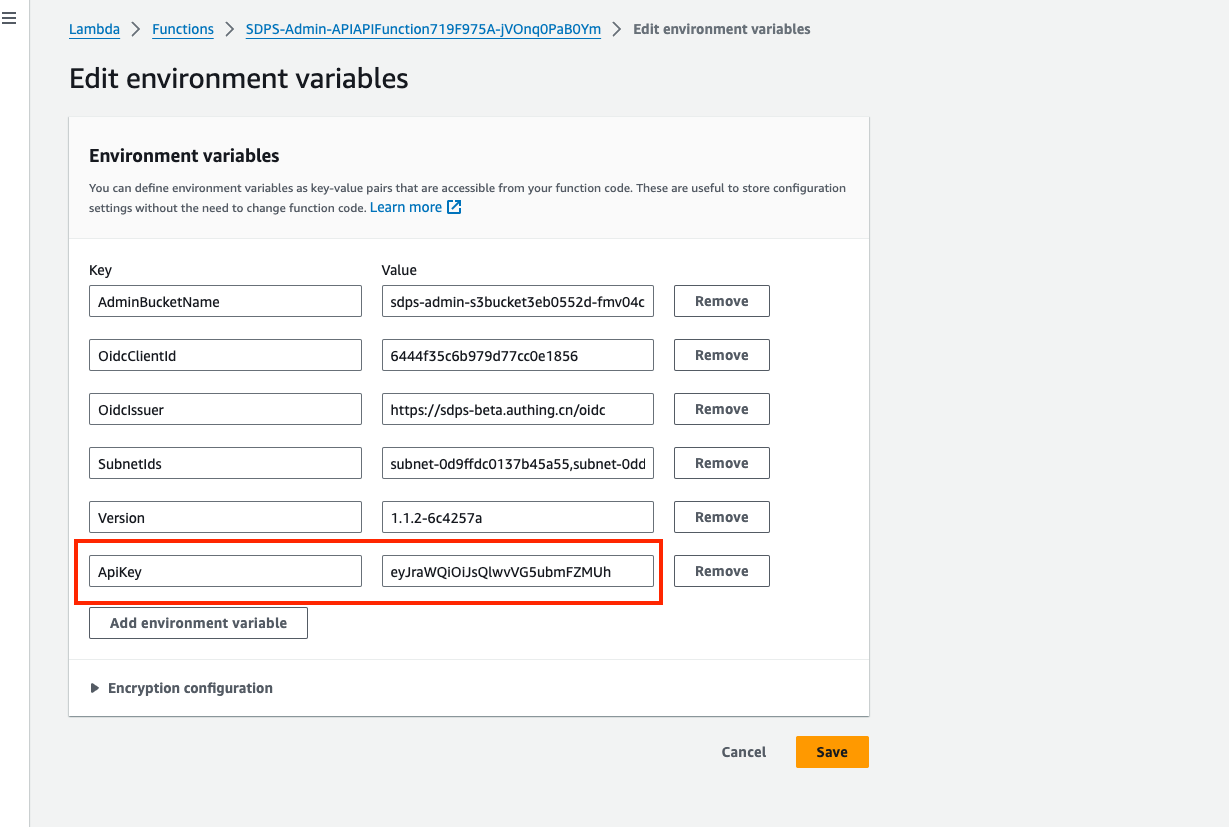 Lambda > Functions > SDPS-Admin-APIAPIFunction719F975A-jVOnq0PaB0Ym > Edit environment variables
Edit environment variables
Environment variables
You can define environment variables as key-value pairs that are accessible from your function code. These are useful to store configuration
settings without the need to change function code. Learn more
Key Value
AdminBucketName sdps-admin-s3bucket3eb0552d-fmv04c Remove
OidcClientId 6444f35c6b979d77cc0e1856 Remove
OidcIssuer https://sdps-beta.authing.cn/oidc Remove
SubnetIds subnet-0d9ffdc0137b45a55,subnet-0dd Remove
Version 1.1.2-6c4257a Remove
ApiKey eyJraWQiOiJsQlwvVG5ubmFZMUh Remove
Add environment variable
Encryption configuration
Cancel Save